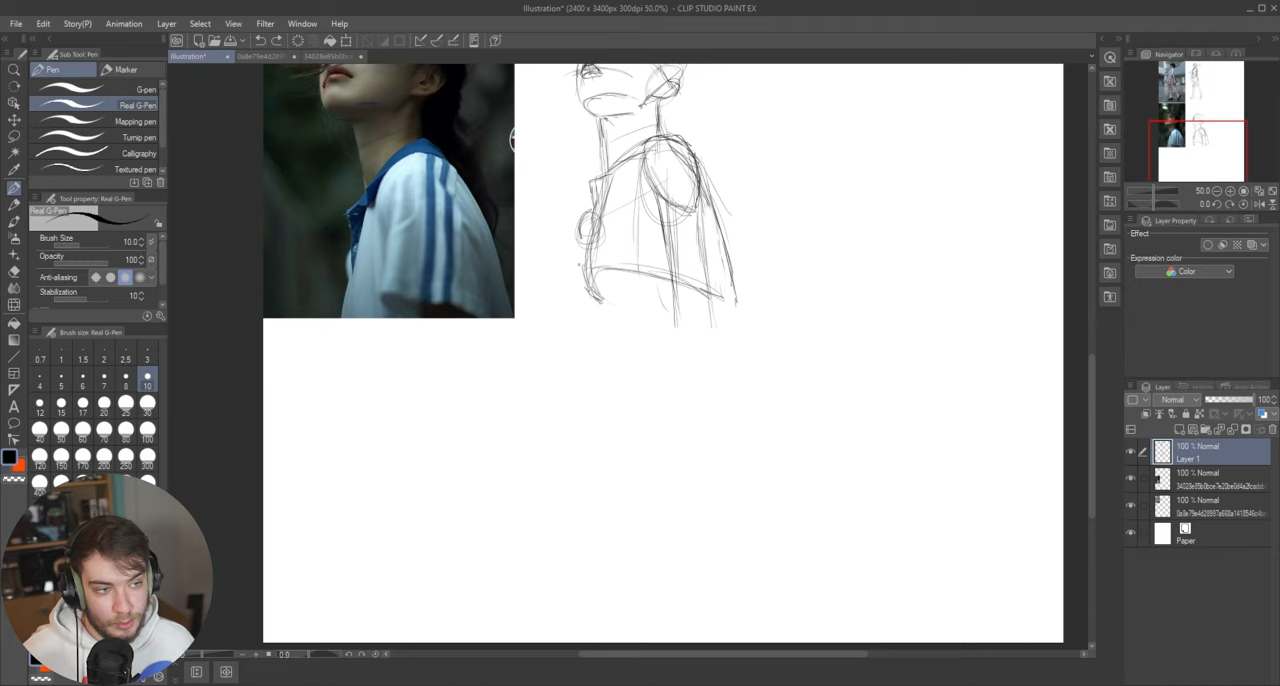 Illustration* (2400 x 3400px 300dpi 50.0%) - CLIP STUDIO PAINT EX
File Edit Story(P) Animation Layer Select View Filter Window Help
Sub Tool: Pen
Illustration*
Navigator
Pen Marker
G-pen
Real G-Pen
Mapping pen
Turnip pen
Calligraphy
Textured pen
50.0
0.0
Tool property: Real G-Pen
Real G-Pen
Layer Property
Effect
Brush Size 10.0
Opacity 100
Expression color
Anti-aliasing
Color
Stabilization 10
Brush size: Real G-Pen
0.7 1 1.5 2 2.5 3
4 5 6 7 8 10
12 15 17 20 25 30
40 50 60 70 80 100
120 150 170 200 250 300
Layer
Normal 100
100 % Normal
Layer 1
100 % Normal
100 % Normal
Paper
0.0